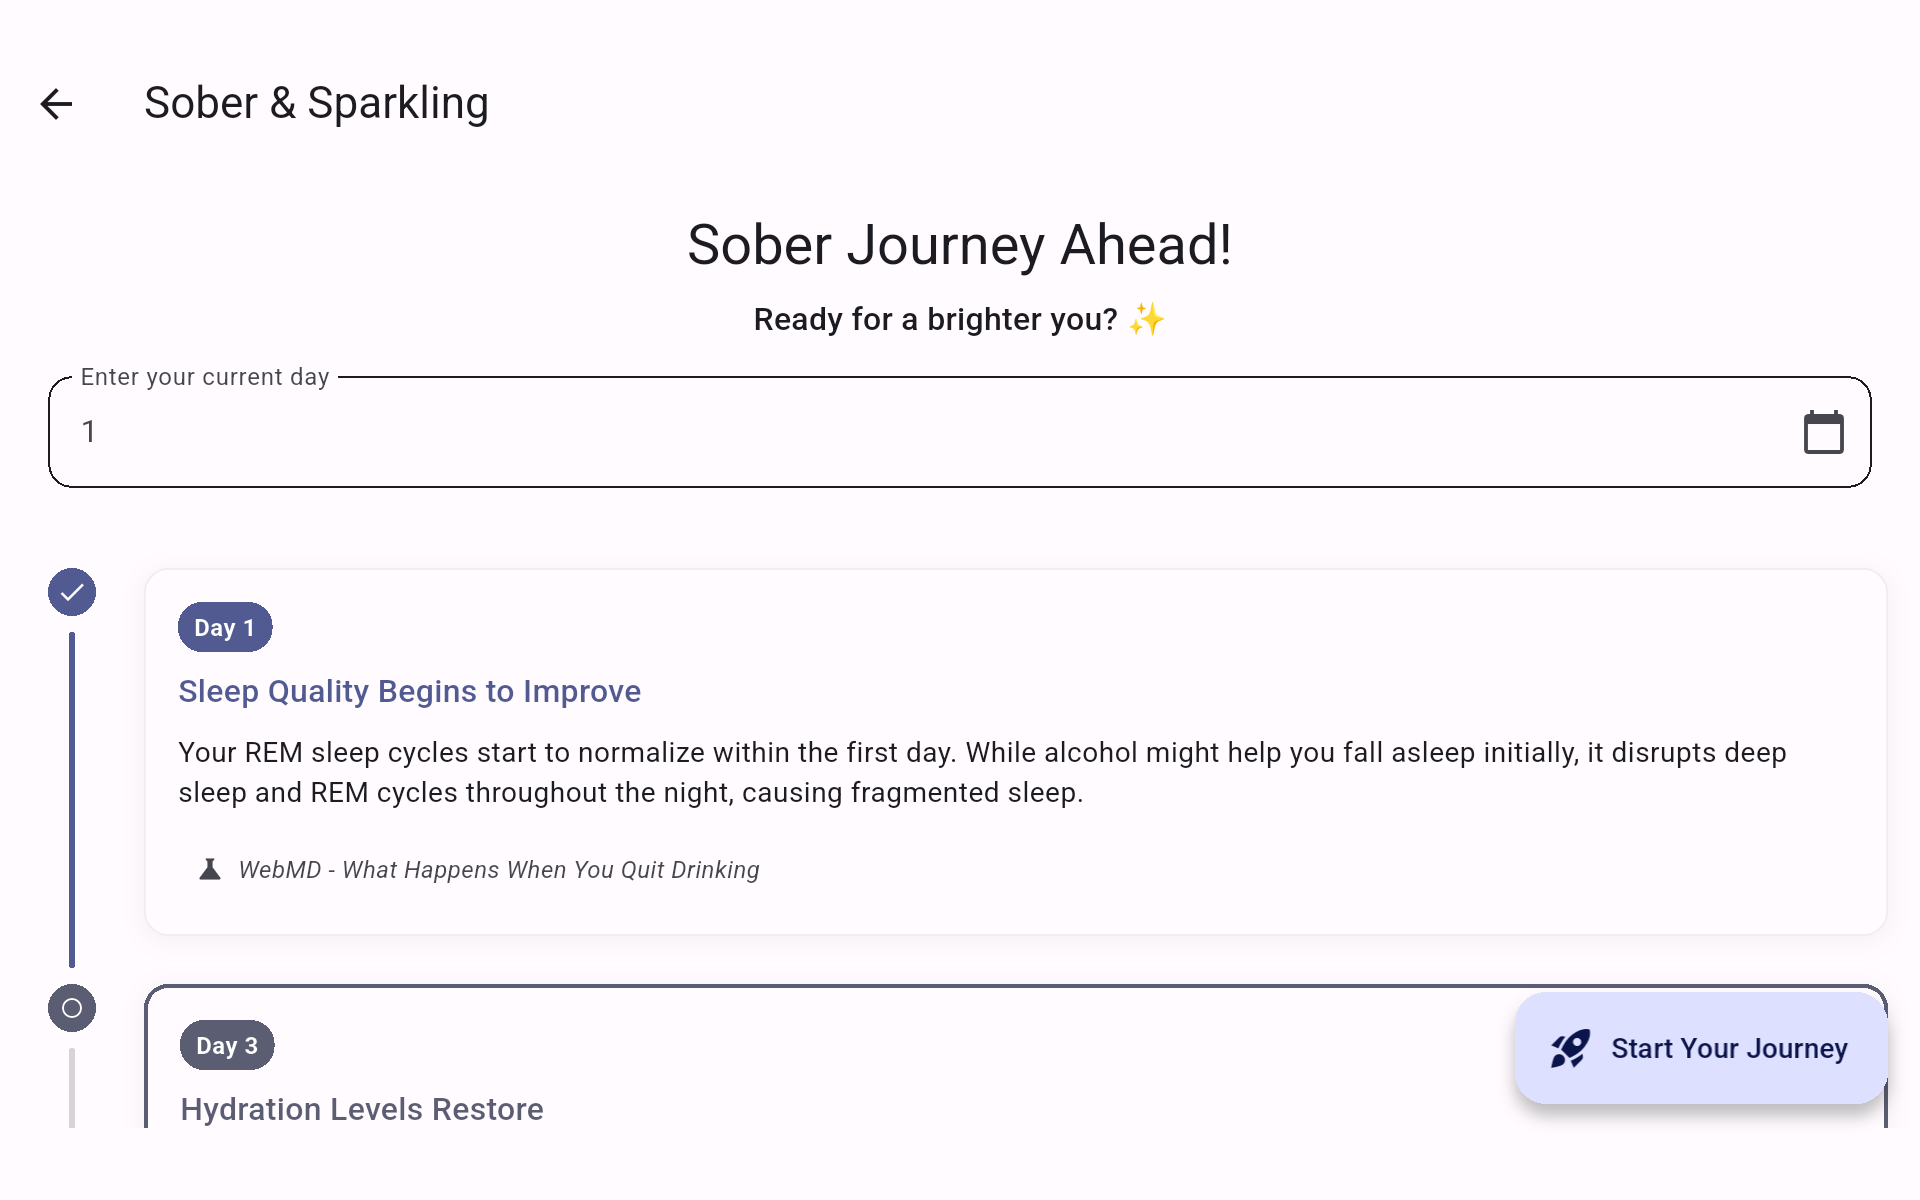 Sober & Sparkling
Sober Journey Ahead!
Ready for a brighter you? ✨
Enter your current day
1
Day 1
Sleep Quality Begins to Improve
Your REM sleep cycles start to normalize within the first day. While alcohol might help you fall asleep initially, it disrupts deep
sleep and REM cycles throughout the night, causing fragmented sleep.
WebMD - What Happens When You Quit Drinking
Day 3
Hydration Levels Restore
Start Your Journey